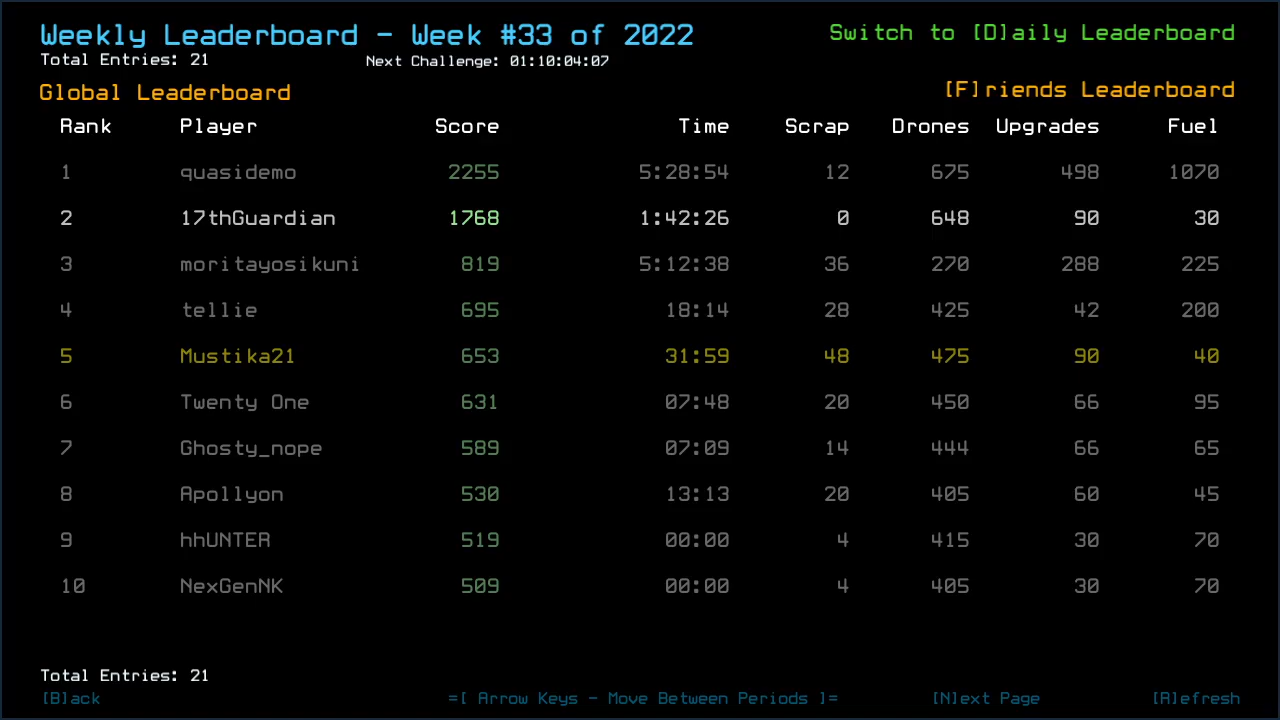 Weekly Leaderboard - Week #33 of 2022
Switch to [D]aily Leaderboard
Total Entries: 21
Next Challenge: 01:10:04:07
Global Leaderboard
[F]riends Leaderboard
Rank Player Score Time Scrap Drones Upgrades Fuel
1 quasidemo 2255 5:28:54 12 675 498 1070
2 17thGuardian 1768 1:42:26 0 648 90 30
3 moritayosikuni 819 5:12:38 36 270 288 225
4 tellie 695 18:14 28 425 42 200
5 Mustika21 653 31:59 48 475 90 40
6 Twenty One 631 07:48 20 450 66 95
7 Ghosty_nope 589 07:09 14 444 66 65
8 Apollyon 530 13:13 20 405 60 45
9 hhUNTER 519 00:00 4 415 30 70
10 NexGenNK 509 00:00 4 405 30 70
Total Entries: 21
[B]ack =[ Arrow Keys - Move Between Periods ]= [N]ext Page [R]efresh